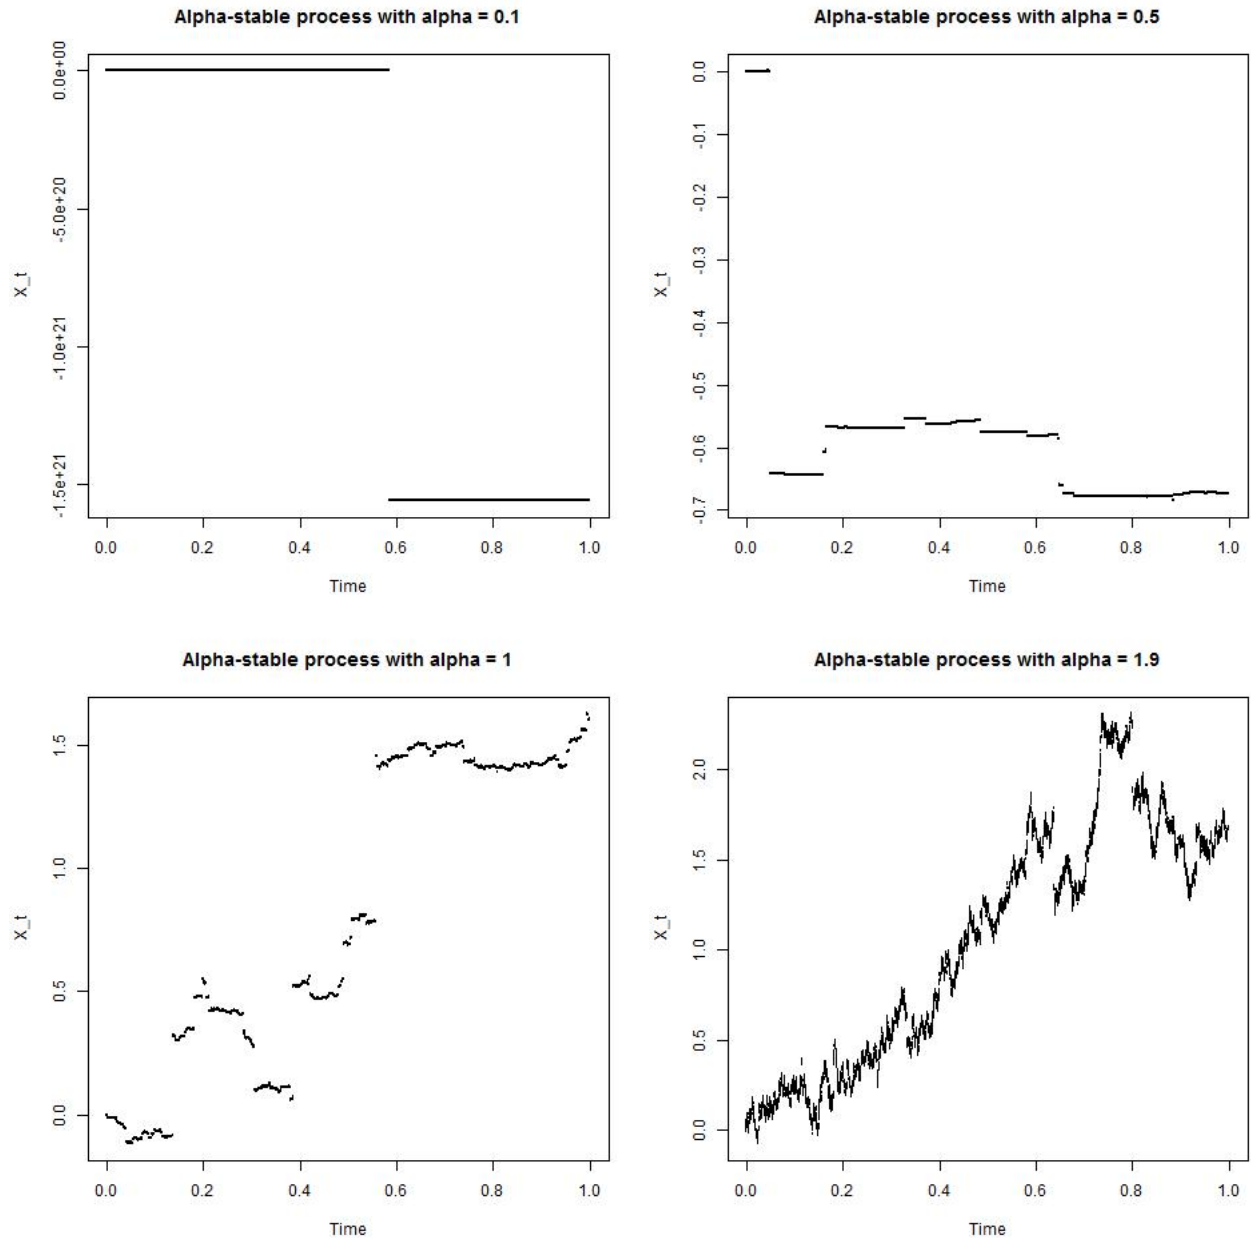 Alpha-stable process with alpha = 0.1
0.0e+00
-5.0e+20
-1.0e+21
-1.5e+21
X_t
0.0 0.2 0.4 0.6 0.8 1.0
Time
Alpha-stable process with alpha = 0.5
0.0
-0.1
-0.2
-0.3
-0.4
-0.5
-0.6
-0.7
X_t
0.0 0.2 0.4 0.6 0.8 1.0
Time
Alpha-stable process with alpha = 1
1.5
1.0
0.5
0.0
X_t
0.0 0.2 0.4 0.6 0.8 1.0
Time
Alpha-stable process with alpha = 1.9
2.0
1.5
1.0
0.5
0.0
X_t
0.0 0.2 0.4 0.6 0.8 1.0
Time